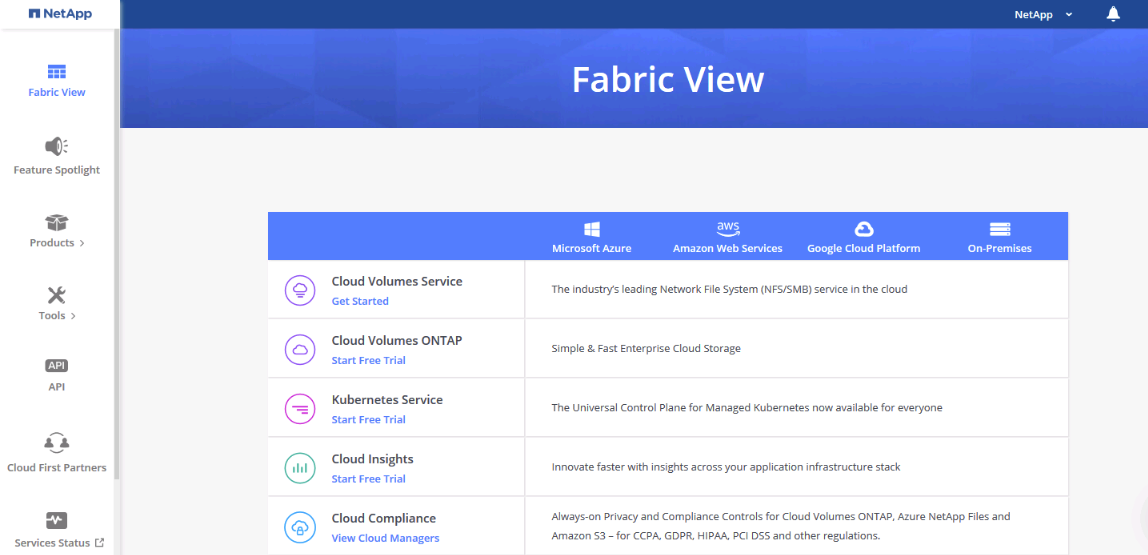 NetApp
NetApp
Fabric View
Fabric View
Feature Spotlight
Products
Tools
API
API
Cloud First Partners
Services Status
aws
Microsoft Azure Amazon Web Services Google Cloud Platform On-Premises
Cloud Volumes Service
Get Started
The industry's leading Network File System (NFS/SMB) service in the cloud
Cloud Volumes ONTAP
Start Free Trial
Simple & Fast Enterprise Cloud Storage
Kubernetes Service
Start Free Trial
The Universal Control Plane for Managed Kubernetes now available for everyone
Cloud Insights
Start Free Trial
Innovate faster with insights across your application infrastructure stack
Cloud Compliance
View Cloud Managers
Always-on Privacy and Compliance Controls for Cloud Volumes ONTAP, Azure NetApp Files and
Amazon S3 – for CCPA, GDPR, HIPAA, PCI DSS and other regulations.